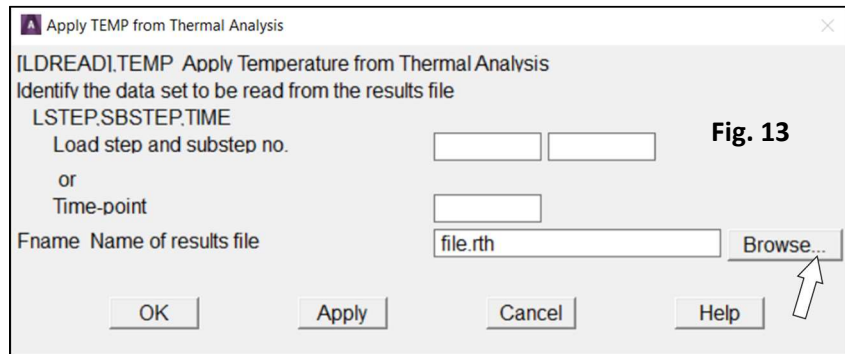 Apply TEMP from Thermal Analysis
[LDREAD],TEMP Apply Temperature from Thermal Analysis
Identify the data set to be read from the results file
LSTEP,SBSTEP,TIME
Load step and substep no.
Fig. 13
or
Time-point
Fname Name of results file file.rth Browse...
OK Apply Cancel Help